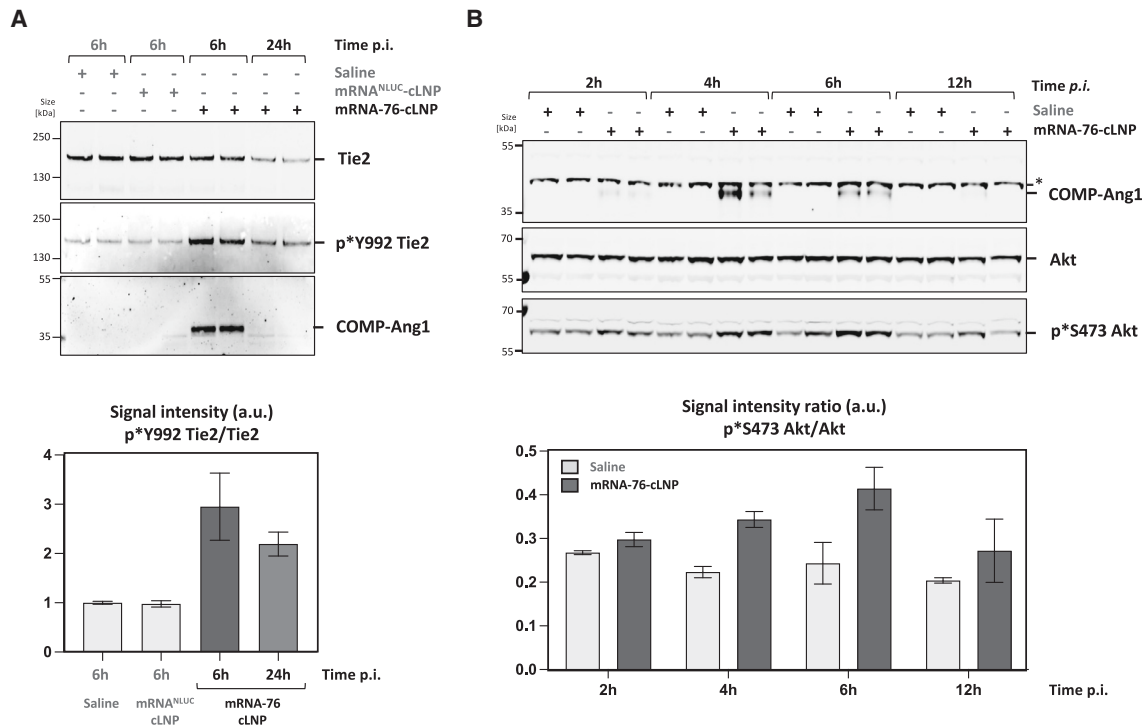 A
6h 6h 6h 24h Time p.i.
+ + - - - - - - Saline
- - + + - - - - mRNA^NLUC-cLNP
- - - - + + + + mRNA-76-cLNP
Size
[kDa]
250
130
Tie2
250
130
p*Y992 Tie2
55
35
COMP-Ang1
Signal intensity (a.u.)
p*Y992 Tie2/Tie2
4
3
2
1
0
6h 6h 6h 24h Time p.i.
Saline mRNA^NLUC mRNA-76
cLNP cLNP
B
2h 4h 6h 12h Time p.i.
+ + - - + + - - + + - - + + - - Saline
- - + + - - + + - - + + - - + + mRNA-76-cLNP
Size
[kDa]
55
35
*
COMP-Ang1
70
55
Akt
70
55
p*S473 Akt
Signal intensity ratio (a.u.)
p*S473 Akt/Akt
0.5
0.4
0.3
0.2
0.1
0.0
Saline
mRNA-76-cLNP
2h 4h 6h 12h Time p.i.